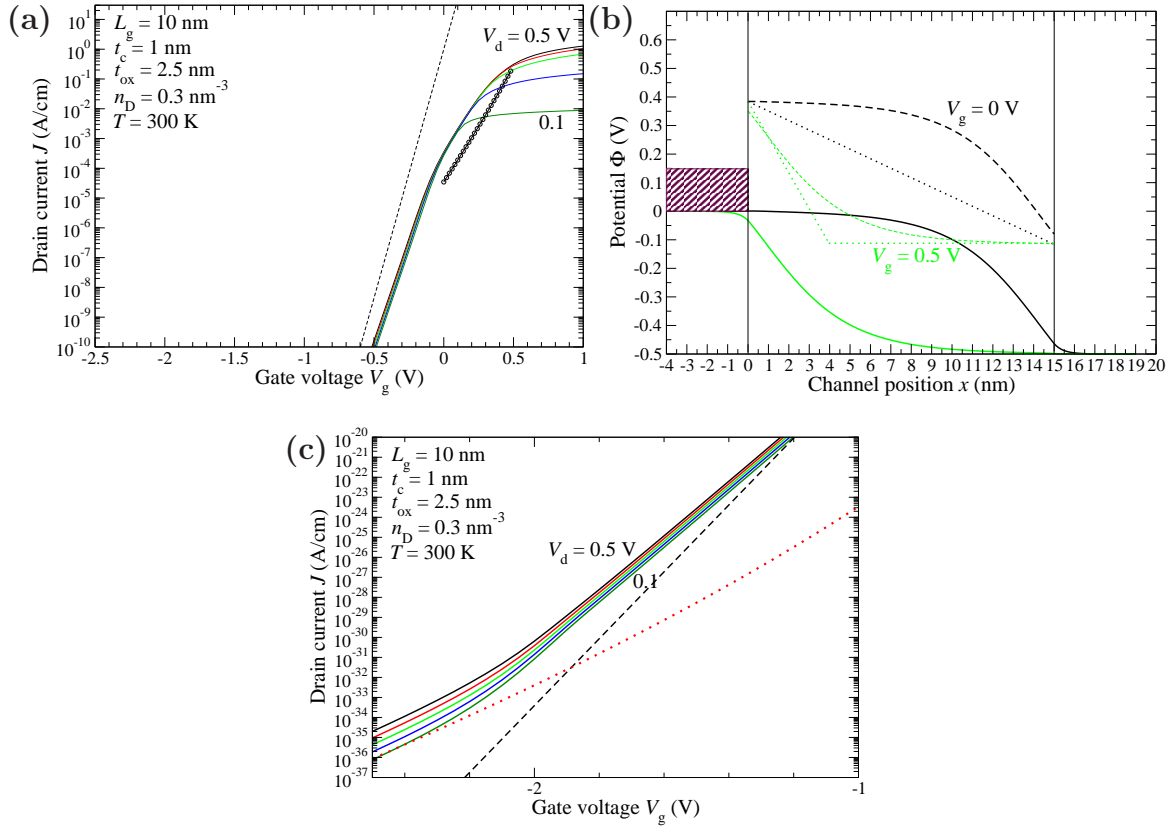 (a)
L_g = 10 nm
t_c = 1 nm
t_ox = 2.5 nm
n_D = 0.3 nm^-3
T = 300 K
V_d = 0.5 V
0.1
10^1
10^0
10^-1
10^-2
10^-3
10^-4
10^-5
10^-6
10^-7
10^-8
10^-9
10^-10
Drain current J (A/cm)
-2.5 -2 -1.5 -1 -0.5 0 0.5 1
Gate voltage V_g (V)
(b)
0.6
0.5
0.4
0.3
0.2
0.1
0
-0.1
-0.2
-0.3
-0.4
-0.5
Potential Φ (V)
V_g = 0 V
V_g = 0.5 V
-4 -3 -2 -1 0 1 2 3 4 5 6 7 8 9 10 11 12 13 14 15 16 17 18 19 20
Channel position x (nm)
(c)
L_g = 10 nm
t_c = 1 nm
t_ox = 2.5 nm
n_D = 0.3 nm^-3
T = 300 K
V_d = 0.5 V
0.1
10^-20
10^-21
10^-22
10^-23
10^-24
10^-25
10^-26
10^-27
10^-28
10^-29
10^-30
10^-31
10^-32
10^-33
10^-34
10^-35
10^-36
10^-37
Drain current J (A/cm)
-2 -1
Gate voltage V_g (V)